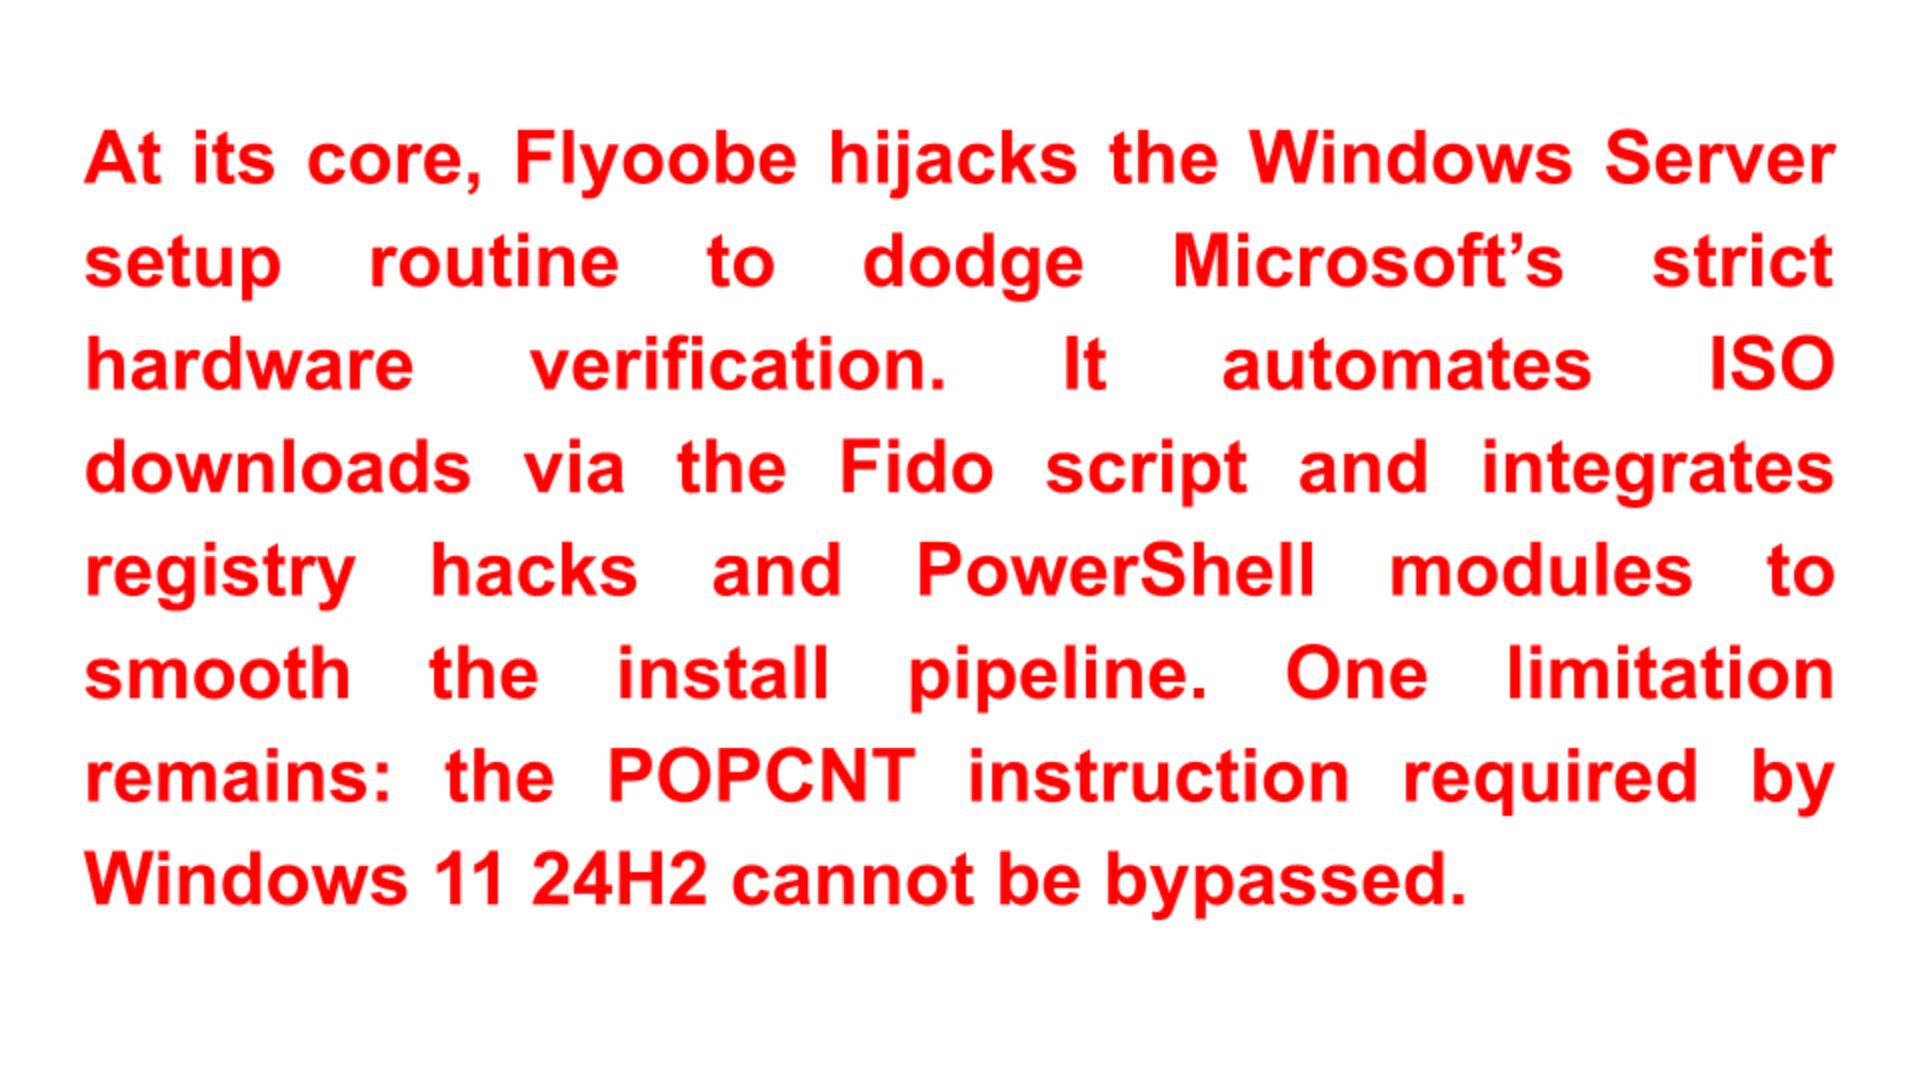 At its core, Flyoobe hijacks the Windows Server
setup routine to dodge Microsoft’s strict
hardware verification. It automates ISO
downloads via the Fido script and integrates
registry hacks and PowerShell modules to
smooth the install pipeline. One limitation
remains: the POPCNT instruction required by
Windows 11 24H2 cannot be bypassed.